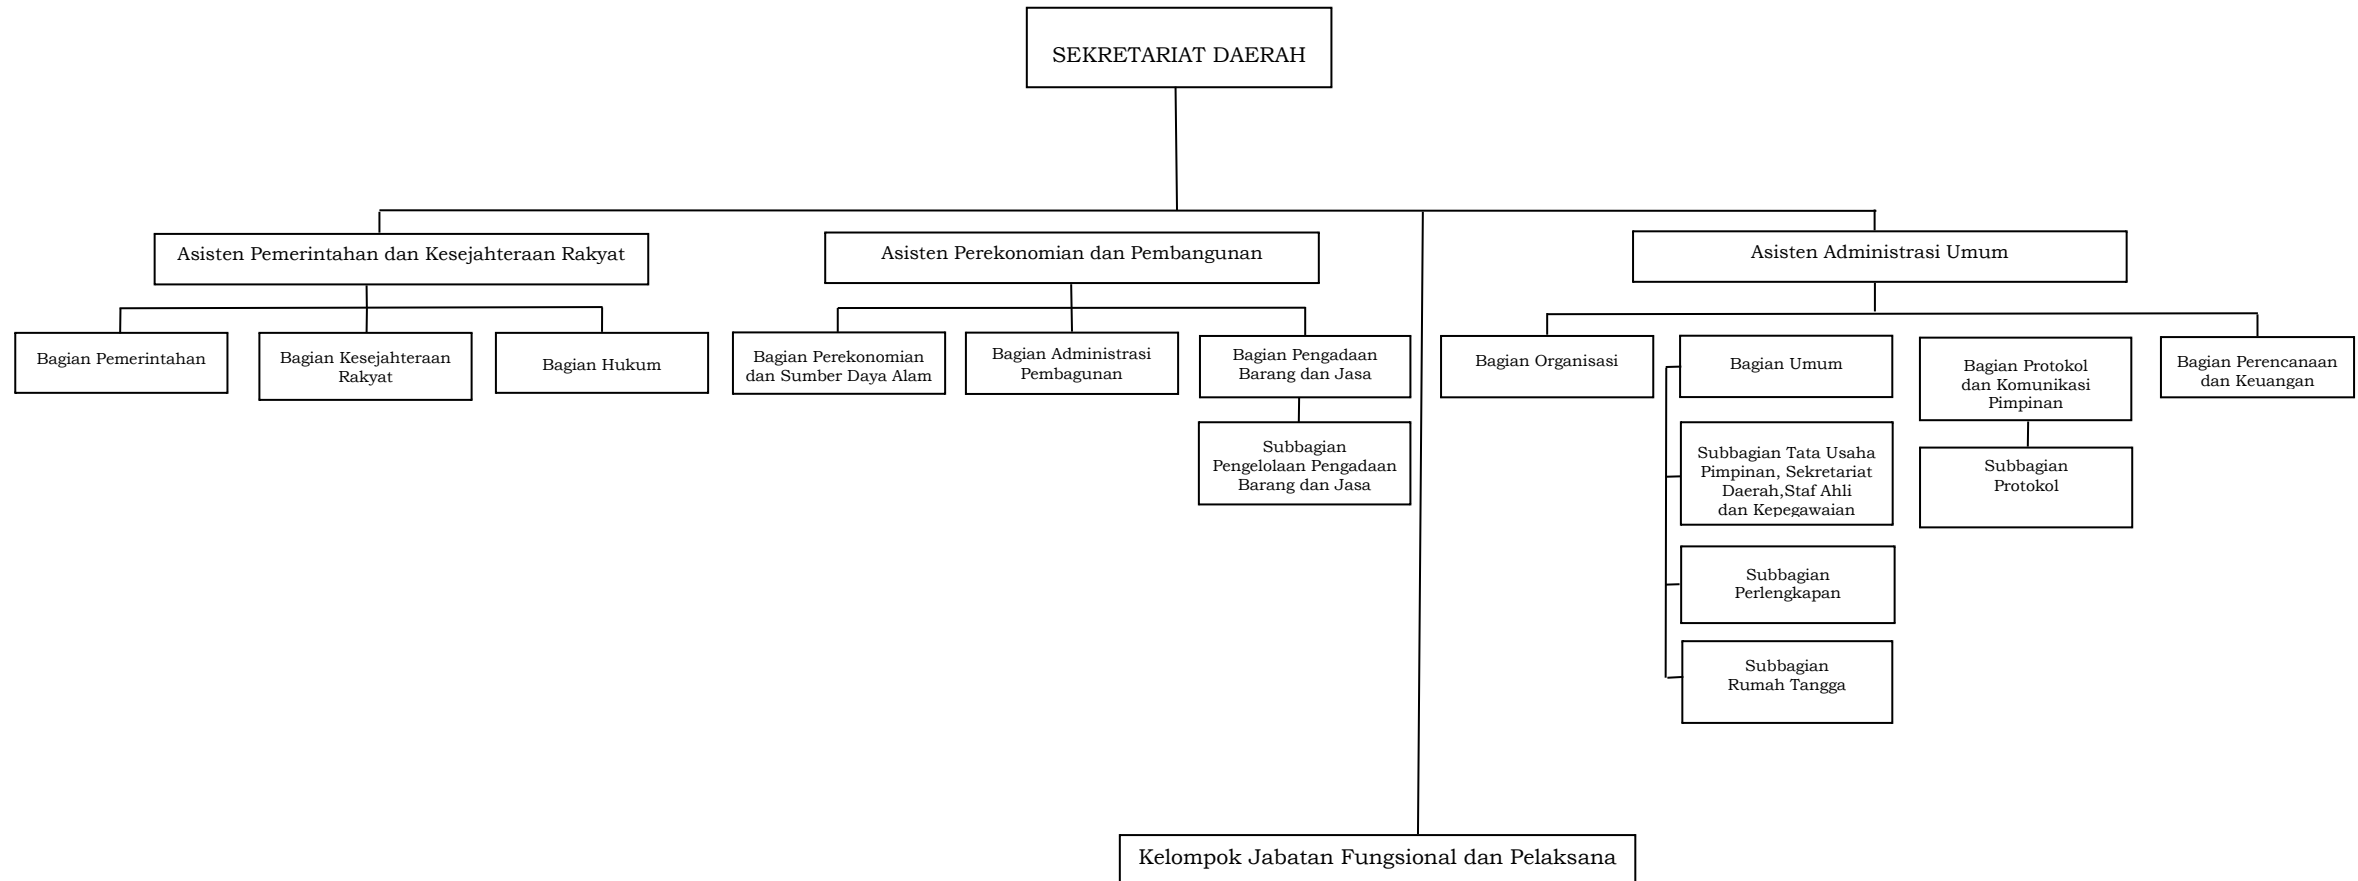 SEKRETARIAT DAERAH
Asisten Pemerintahan dan Kesejahteraan Rakyat
Asisten Perekonomian dan Pembangunan
Asisten Administrasi Umum
Bagian Pemerintahan
Bagian Kesejahteraan
Rakyat
Bagian Hukum
Bagian Perekonomian
dan Sumber Daya Alam
Bagian Administrasi
Pembagunan
Bagian Pengadaan
Barang dan Jasa
Bagian Organisasi
Bagian Umum
Bagian Protokol
dan Komunikasi
Pimpinan
Bagian Perencanaan
dan Keuangan
Subbagian
Pengelolaan Pengadaan
Barang dan Jasa
Subbagian Tata Usaha
Pimpinan, Sekretariat
Daerah,Staf Ahli
dan Kepegawaian
Subbagian
Protokol
Subbagian
Perlengkapan
Subbagian
Rumah Tangga
Kelompok Jabatan Fungsional dan Pelaksana